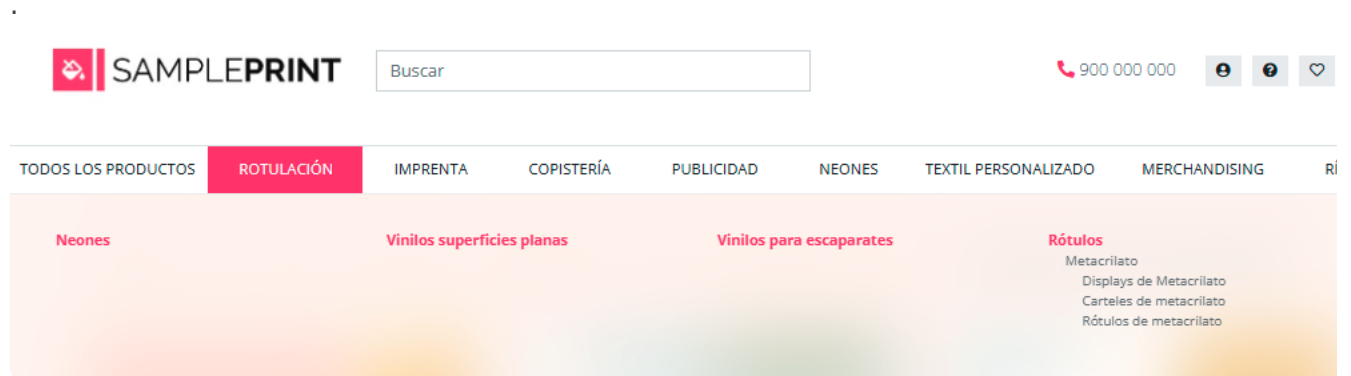 .
SAMPLEPRINT
Buscar
900 000 000
TODOS LOS PRODUCTOS ROTULACIÓN IMPRENTA COPISTERÍA PUBLICIDAD NEONES TEXTIL PERSONALIZADO MERCHANDISING
Neones Vinilos superficies planas Vinilos para escaparates Rótulos
Metacrilato
Displays de Metacrilato
Carteles de metacrilato
Rótulos de metacrilato